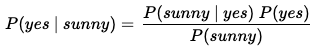 P(yes | sunny) = P(sunny | yes) P(yes) / P(sunny)